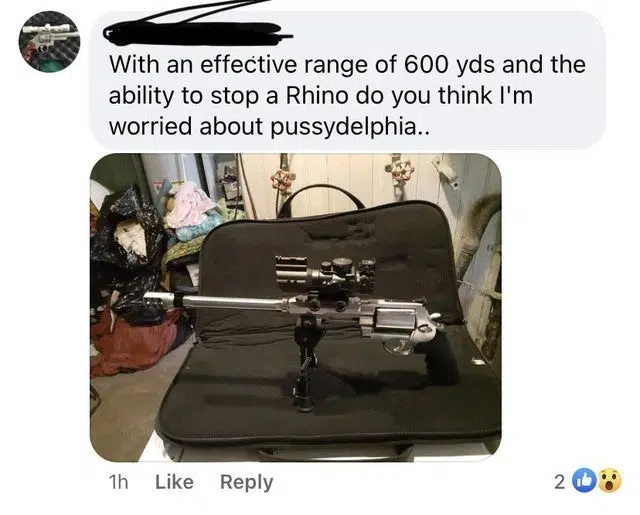 With an effective range of 600 yds and the
ability to stop a Rhino do you think I'm
worried about pussydelphia..
1h Like Reply 2